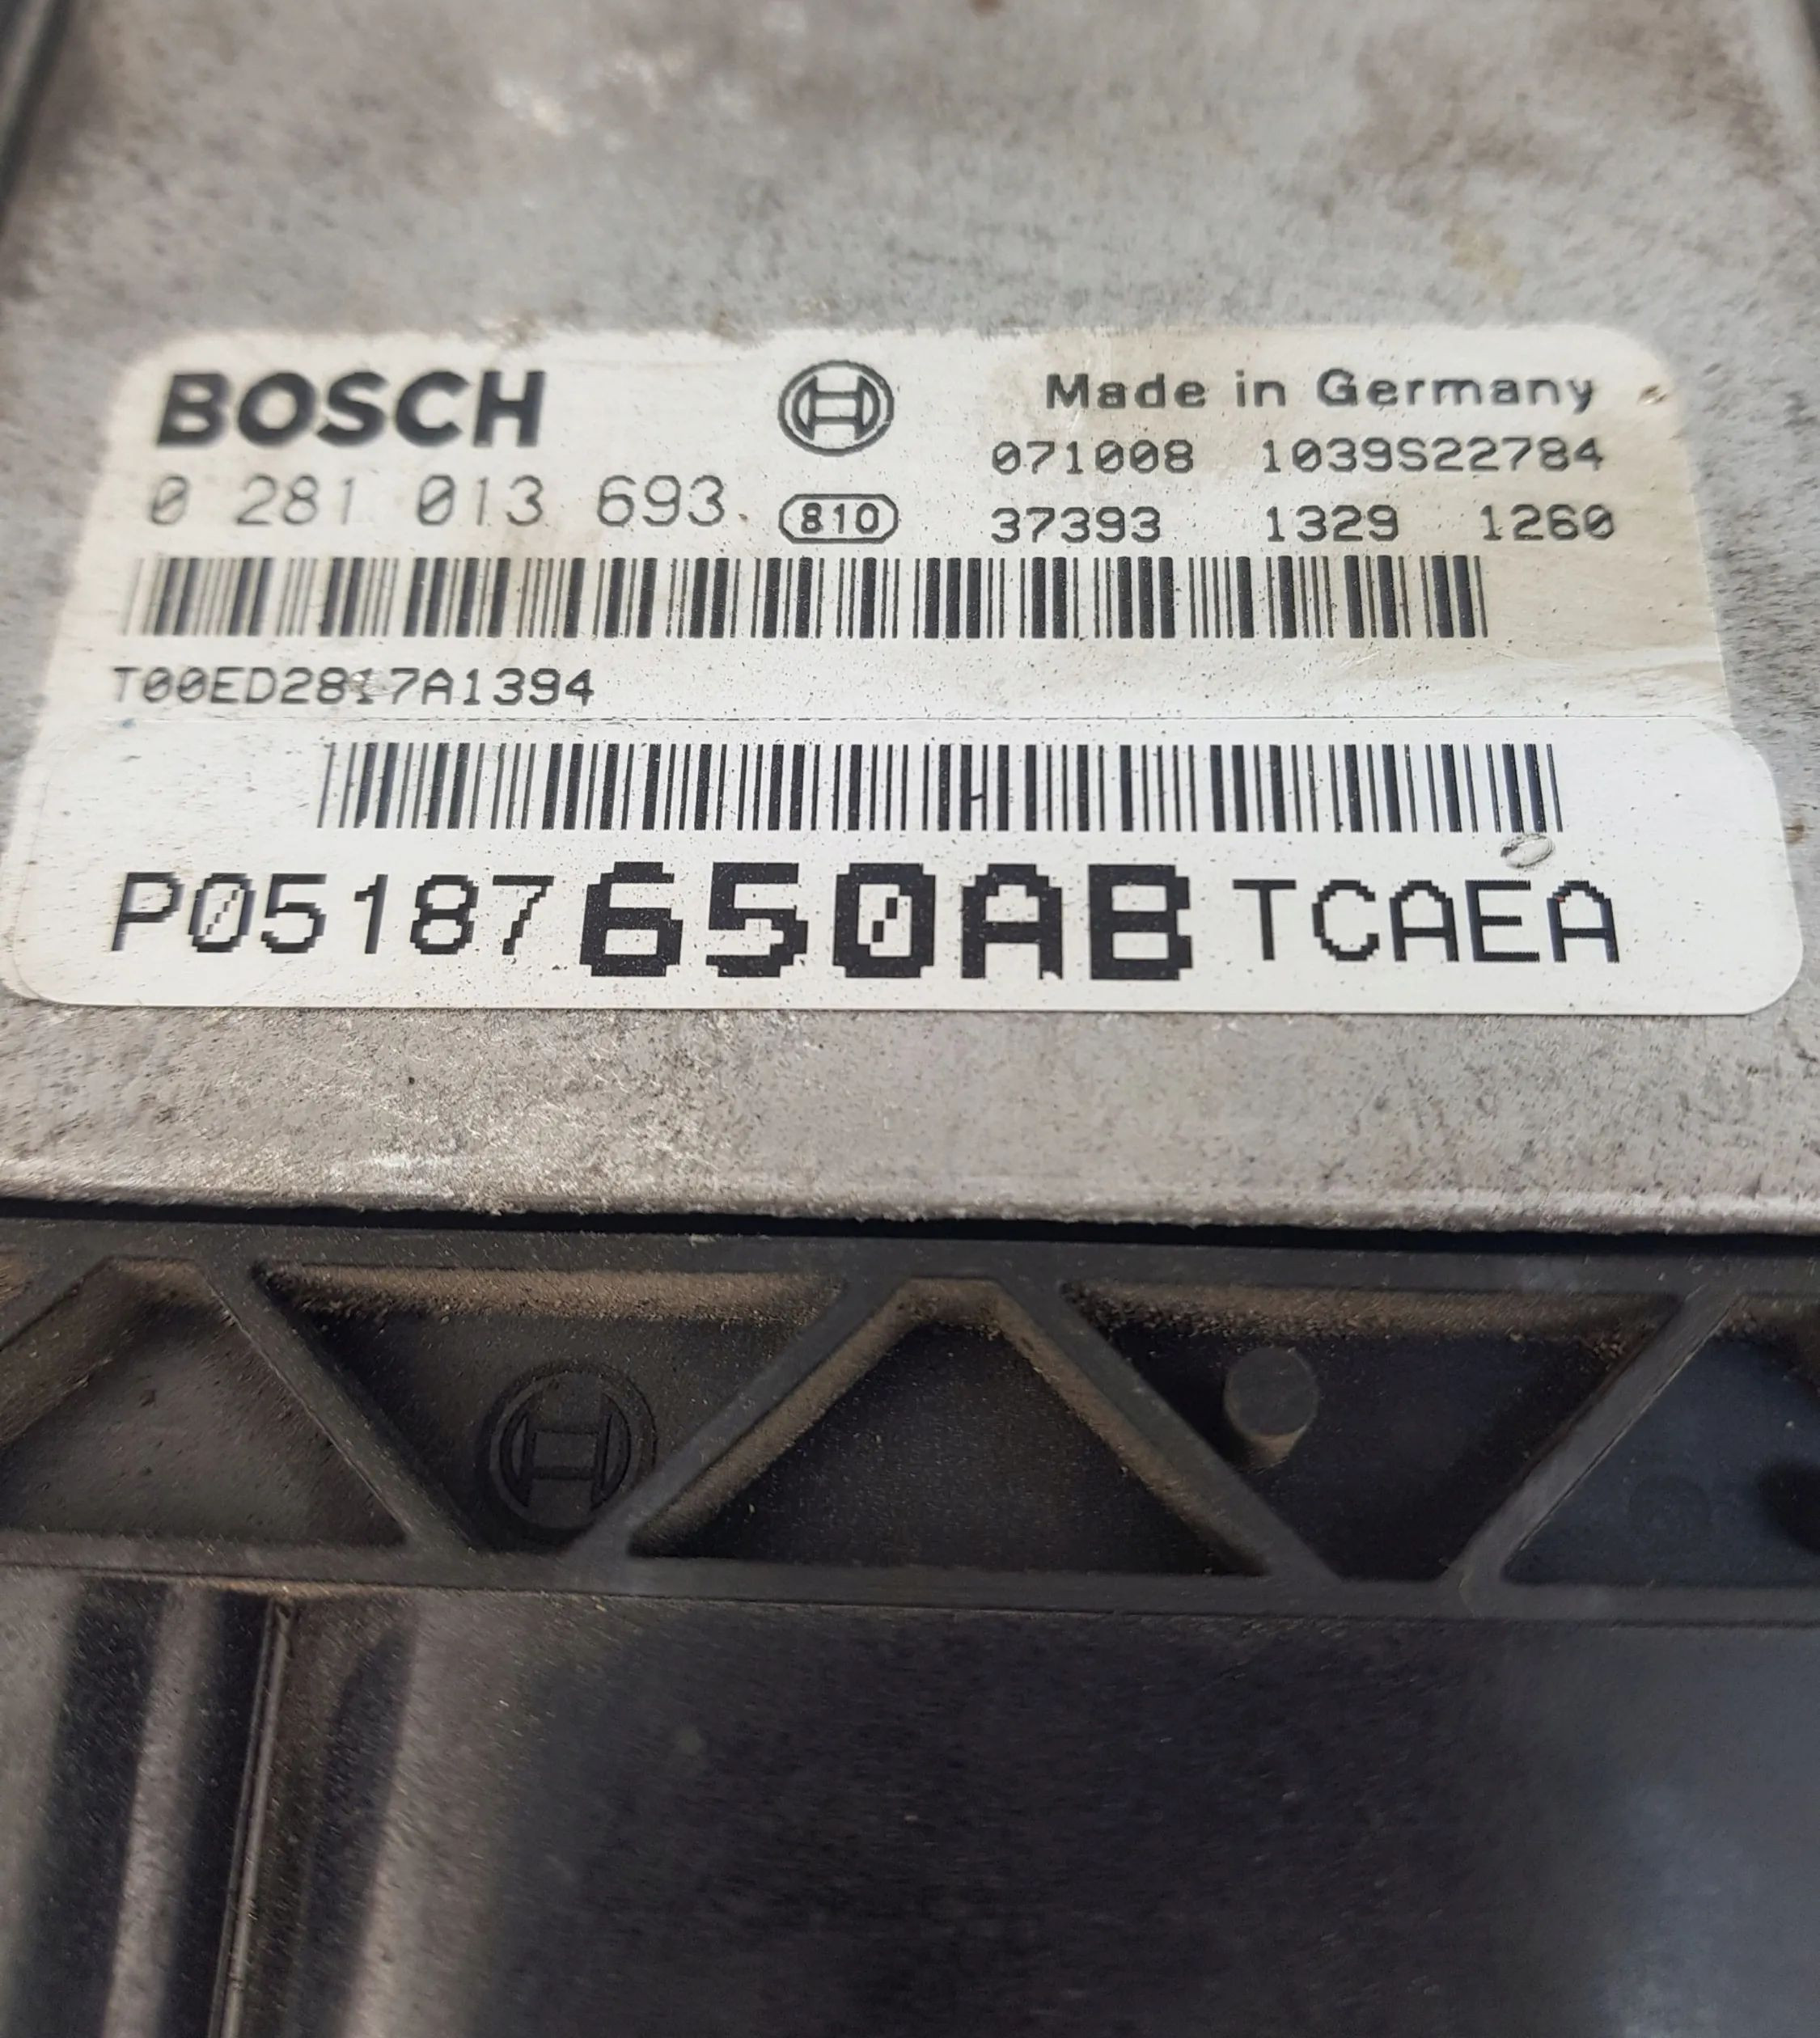 BOSCH
Made in Germany
0 281 013 693
810
071008 1039S22784
37393 1329 1260
T00ED2817A1394
P05187650AB TCAEA